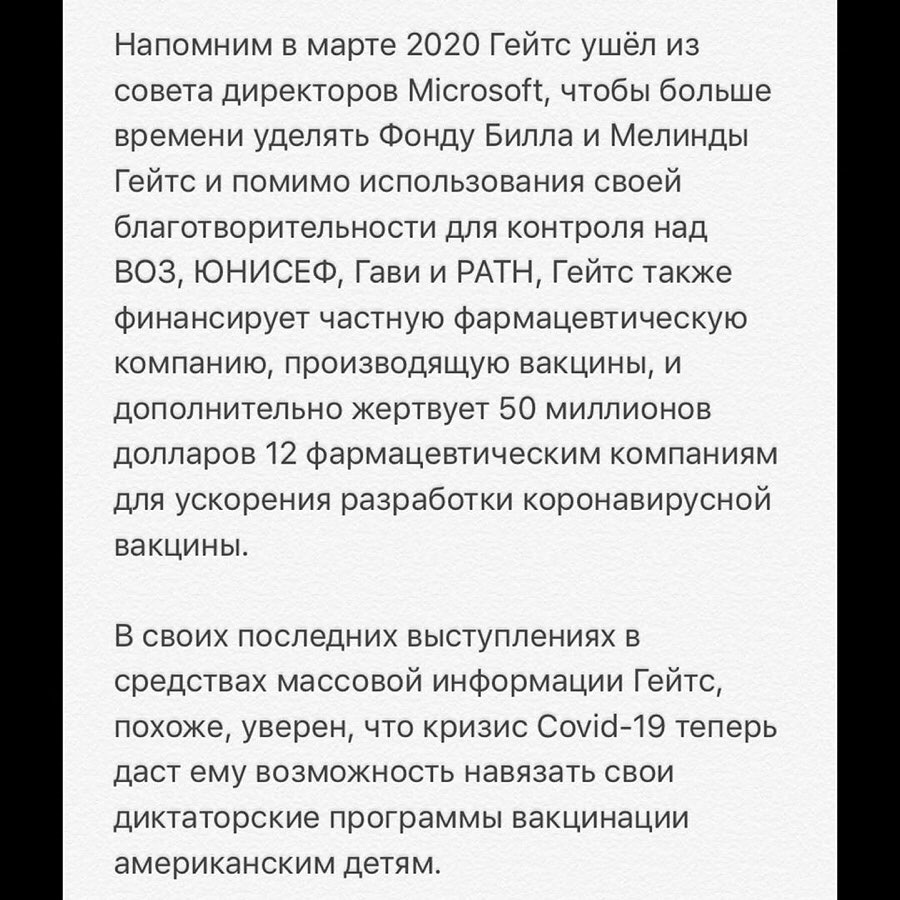 Напомним в марте 2020 Гейтс ушёл из
совета директоров Microsoft, чтобы больше
времени уделять Фонду Билла и Мелинды
Гейтс и помимо использования своей
благотворительности для контроля над
ВОЗ, ЮНИСЕФ, Гави и PATH, Гейтс также
финансирует частную фармацевтическую
компанию, производящую вакцины, и
дополнительно жертвует 50 миллионов
долларов 12 фармацевтическим компаниям
для ускорения разработки коронавирусной
вакцины.
В своих последних выступлениях в
средствах массовой информации Гейтс,
похоже, уверен, что кризис Covid-19 теперь
даст ему возможность навязать свои
диктаторские программы вакцинации
американским детям.